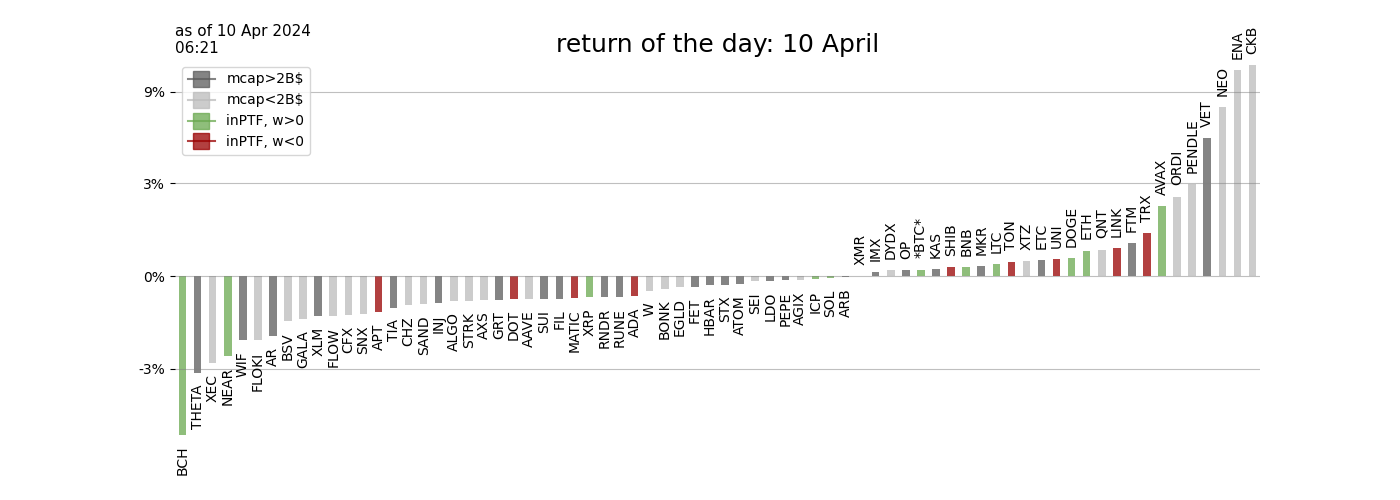 as of 10 Apr 2024
06:21
return of the day: 10 April
mcap>2B$
mcap<2B$
inPTF, w>0
inPTF, w<0
9%
3%
0%
-3%
BCH
THETA
XEC
NEAR
WIF
FLOKI
AR
BSV
GALA
XLM
FLOW
CFX
SNX
APT
TIA
CHZ
SAND
INJ
ALGO
STRK
AXS
GRT
DOT
AAVE
SUI
FIL
MATIC
XRP
RNDR
RUNE
ADA
W
BONK
EGLD
FET
HBAR
STX
ATOM
SEI
LDO
PEPE
AGIX
ICP
SOL
ARB
XMR
IMX
DYDX
OP
*BTC*
KAS
SHIB
BNB
MKR
LTC
TON
XTZ
ETC
UNI
DOGE
ETH
QNT
LINK
FTM
TRX
AVAX
ORDI
PENDLE
VET
NEO
ENA
CKB